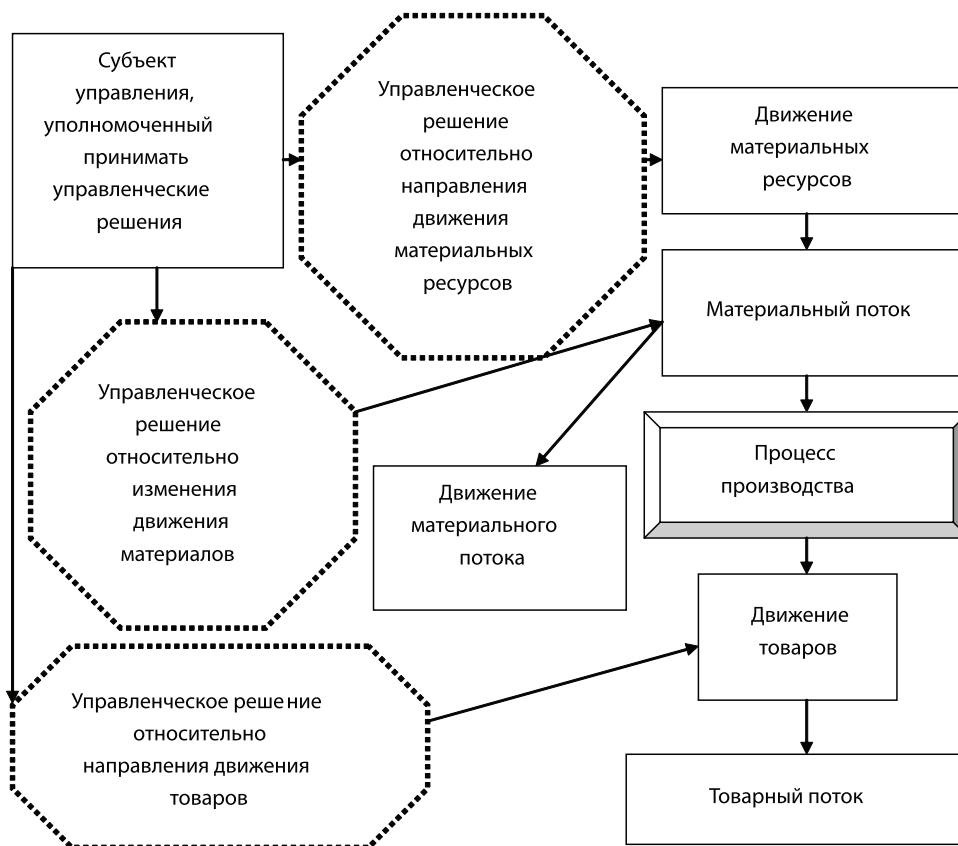 Субъект
управления,
уполномоченный
принимать
управленческие
решения
Управленческое
решение
относительно
направления
движения
материальных
ресурсов
Движение
материальных
ресурсов
Материальный поток
Управленческое
решение
относительно
изменения
движения
материалов
Движение
материального
потока
Процесс
производства
Движение
товаров
Управленческое решение
относительно
направления движения
товаров
Товарный поток